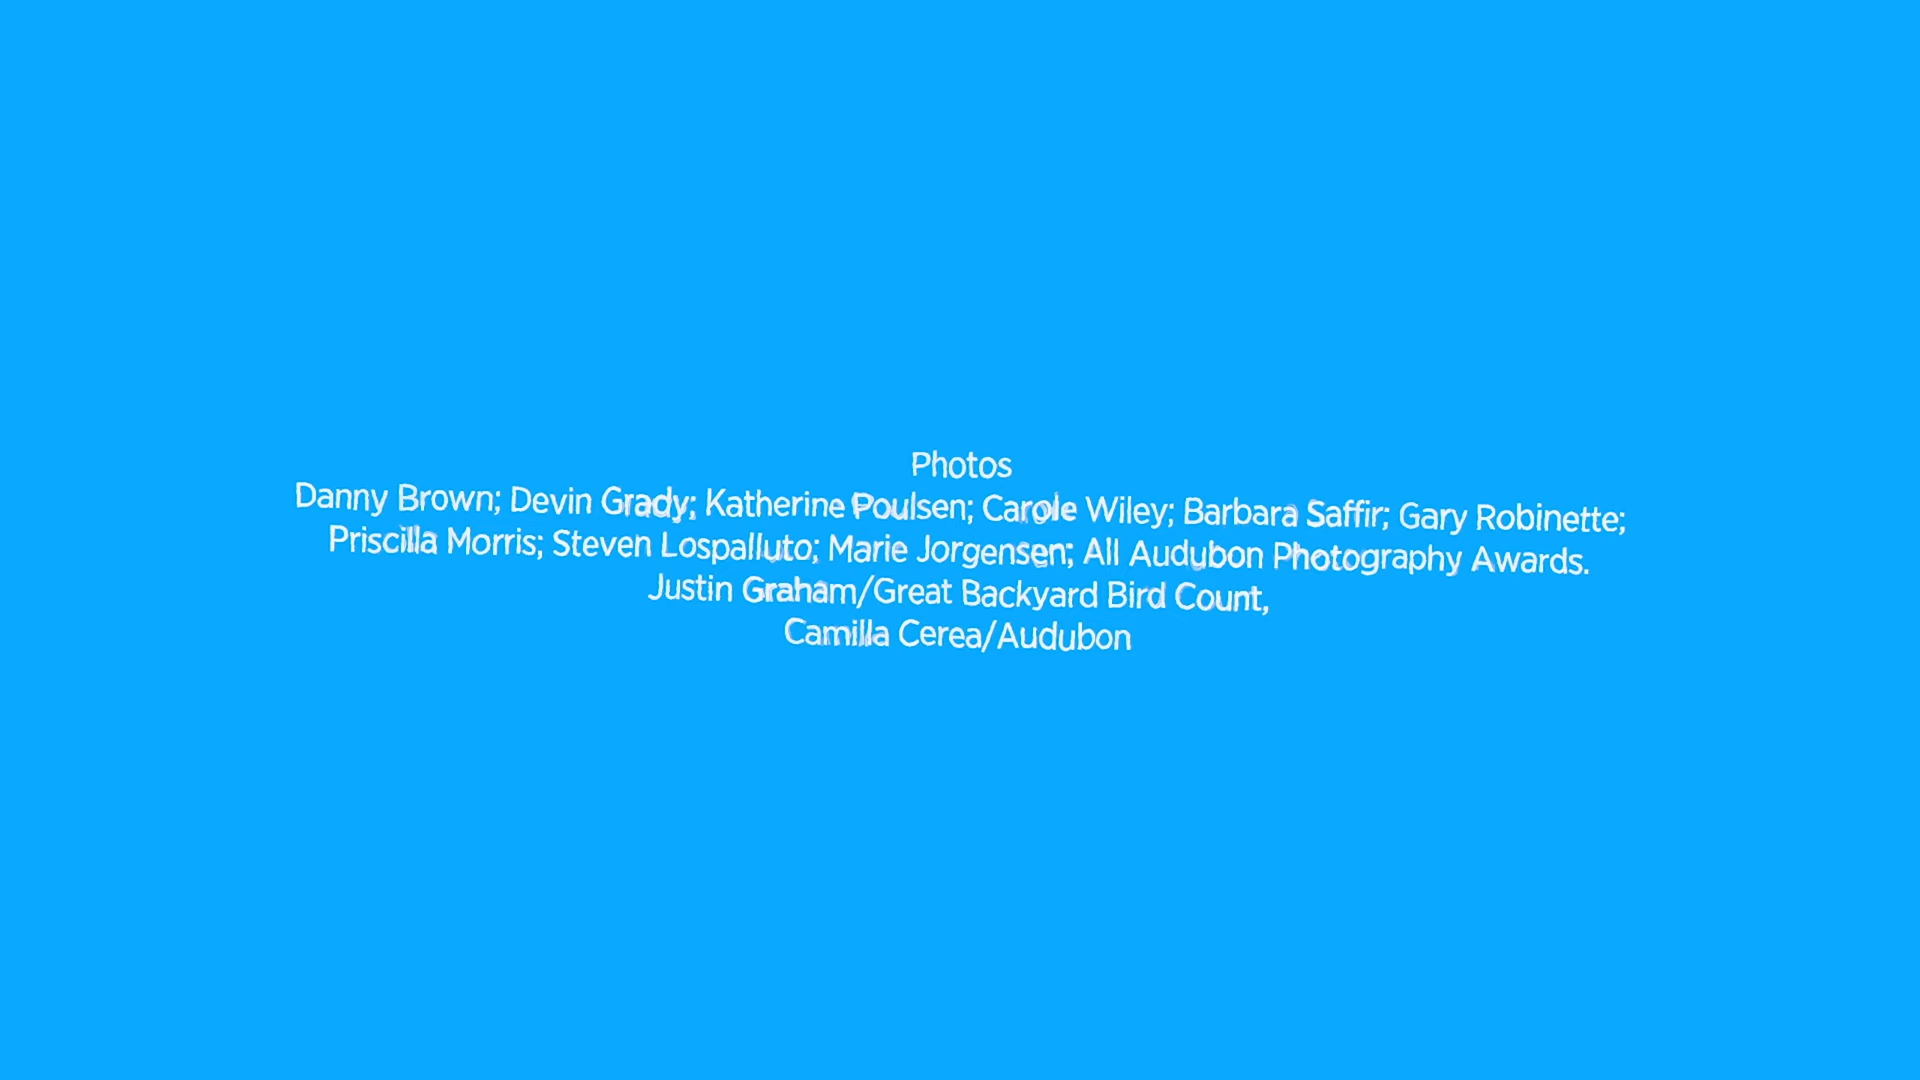 Photos
Danny Brown; Devin Grady; Katherine Poulsen; Carole Wiley; Barbara Saffir; Gary Robinette;
Priscilla Morris; Steven Lospalluto; Marie Jorgensen; All Audubon Photography Awards.
Justin Graham/Great Backyard Bird Count,
Camilla Cerea/Audubon